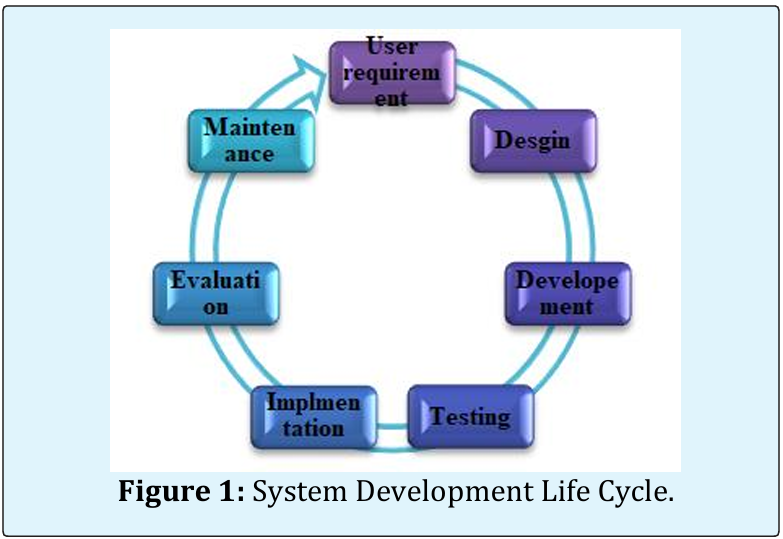 User
requirem
ent
Desgin
Develope
ment
Testing
Implmen
tation
Evaluati
on
Mainten
ance
Figure 1: System Development Life Cycle.